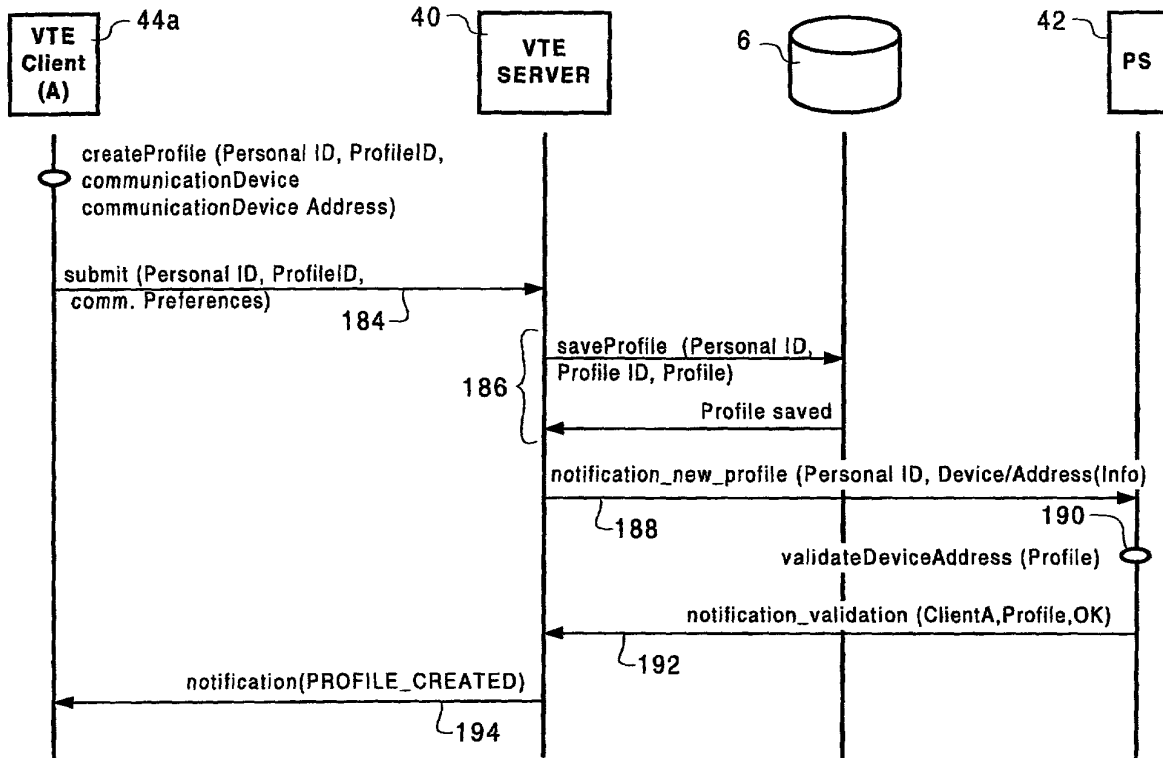 VTE
Client
(A)
44a
40
VTE
SERVER
6
42
PS
createProfile (Personal ID, ProfileID,
communicationDevice
communicationDevice Address)
submit (Personal ID, ProfileID,
comm. Preferences)
184
saveProfile (Personal ID,
Profile ID, Profile)
186
Profile saved
notification_new_profile (Personal ID, Device/Address(Info)
188
190
validateDeviceAddress (Profile)
notification_validation (ClientA,Profile,OK)
192
notification(PROFILE_CREATED)
194